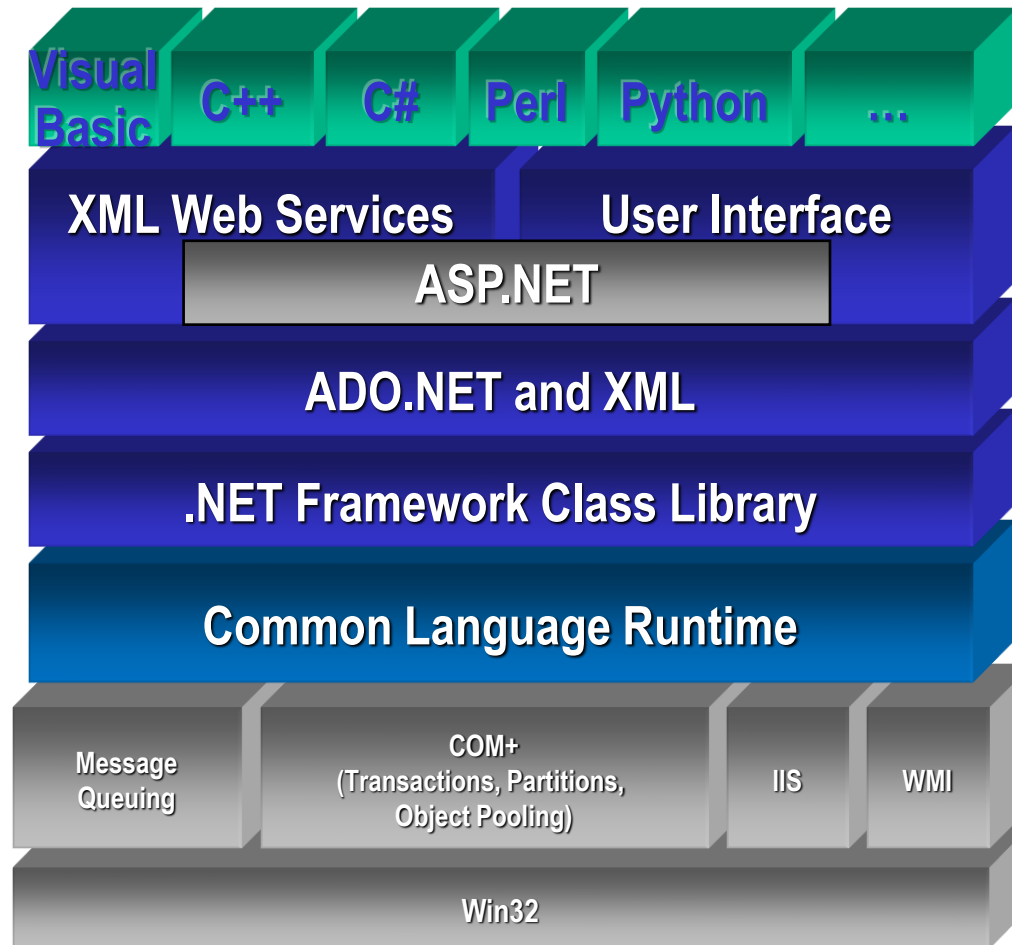 Visual
Basic
C++
C#
Perl
Python
...
XML Web Services
User Interface
ASP.NET
ADO.NET and XML
.NET Framework Class Library
Common Language Runtime
Message
Queuing
COM+
(Transactions, Partitions,
Object Pooling)
IIS
WMI
Win32